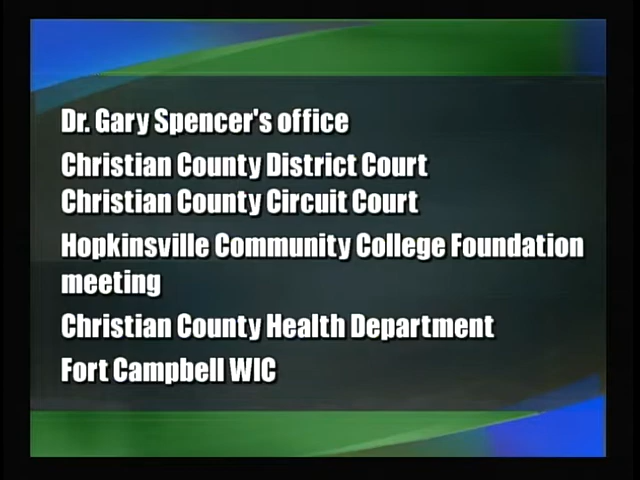 Dr. Gary Spencer's office
Christian County District Court
Christian County Circuit Court
Hopkinsville Community College Foundation
meeting
Christian County Health Department
Fort Campbell WIC